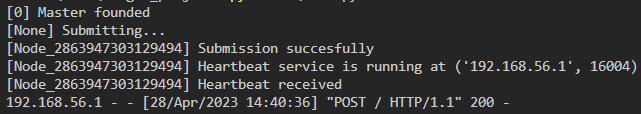 [0] Master founded
[None] Submitting...
[Node_2863947303129494] Submission succesfully
[Node_2863947303129494] Heartbeat service is running at ('192.168.56.1', 16004)
[Node_2863947303129494] Heartbeat received
192.168.56.1 - - [28/Apr/2023 14:40:36] "POST / HTTP/1.1" 200 -